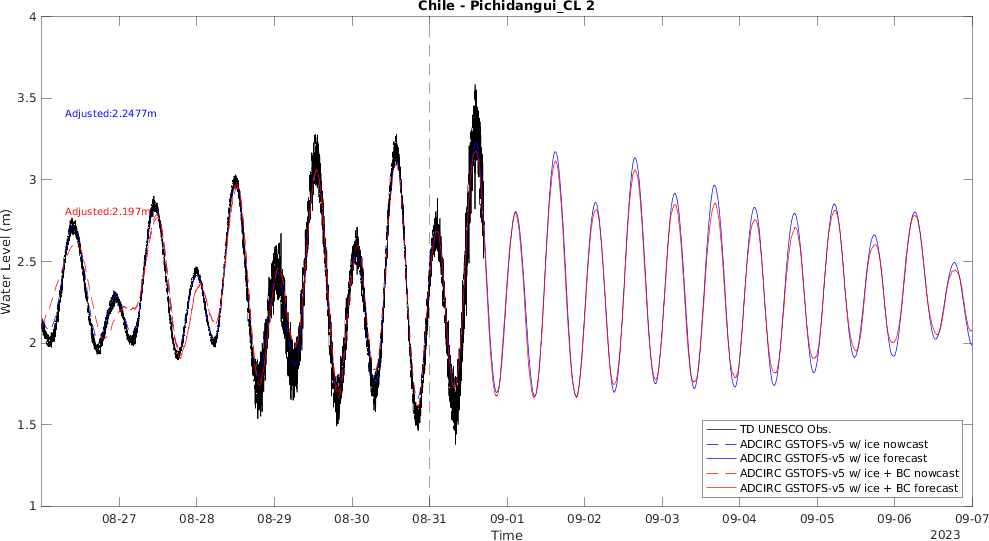 Chile - Pichidangui_CL 2
Water Level (m)
4
3.5
3
2.5
2
1.5
1
Adjusted:2.2477m
Adjusted:2.197m
TD UNESCO Obs.
ADCIRC GSTOFS-v5 w/ ice nowcast
ADCIRC GSTOFS-v5 w/ ice forecast
ADCIRC GSTOFS-v5 w/ ice + BC nowcast
ADCIRC GSTOFS-v5 w/ ice + BC forecast
08-27 08-28 08-29 08-30 08-31 09-01 09-02 09-03 09-04 09-05 09-06 09-07
Time
2023